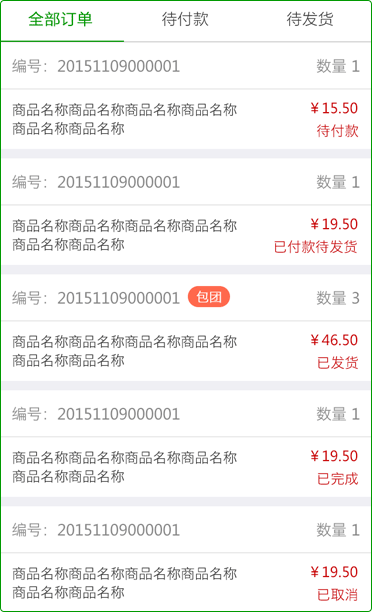 全部订单 待付款 待发货
编号：20151109000001 数量 1
商品名称商品名称商品名称商品名称 ￥15.50
商品名称商品名称 待付款
编号：20151109000001 数量 1
商品名称商品名称商品名称商品名称 ￥19.50
商品名称商品名称 已付款待发货
编号：20151109000001 包团 数量 3
商品名称商品名称商品名称商品名称 ￥46.50
商品名称商品名称 已发货
编号：20151109000001 数量 1
商品名称商品名称商品名称商品名称 ￥19.50
商品名称商品名称 已完成
编号：20151109000001 数量 1
商品名称商品名称商品名称商品名称 ￥19.50
商品名称商品名称 已取消